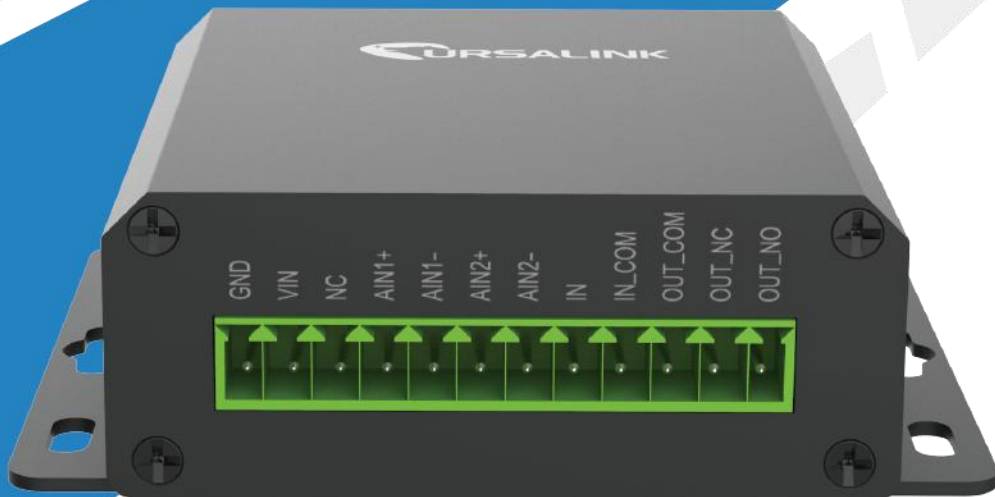 URSALINK
GND
VIN
NC
AIN1+
AIN1-
AIN2+
AIN2-
IN
IN_COM
OUT_COM
OUT_NC
OUT_NO